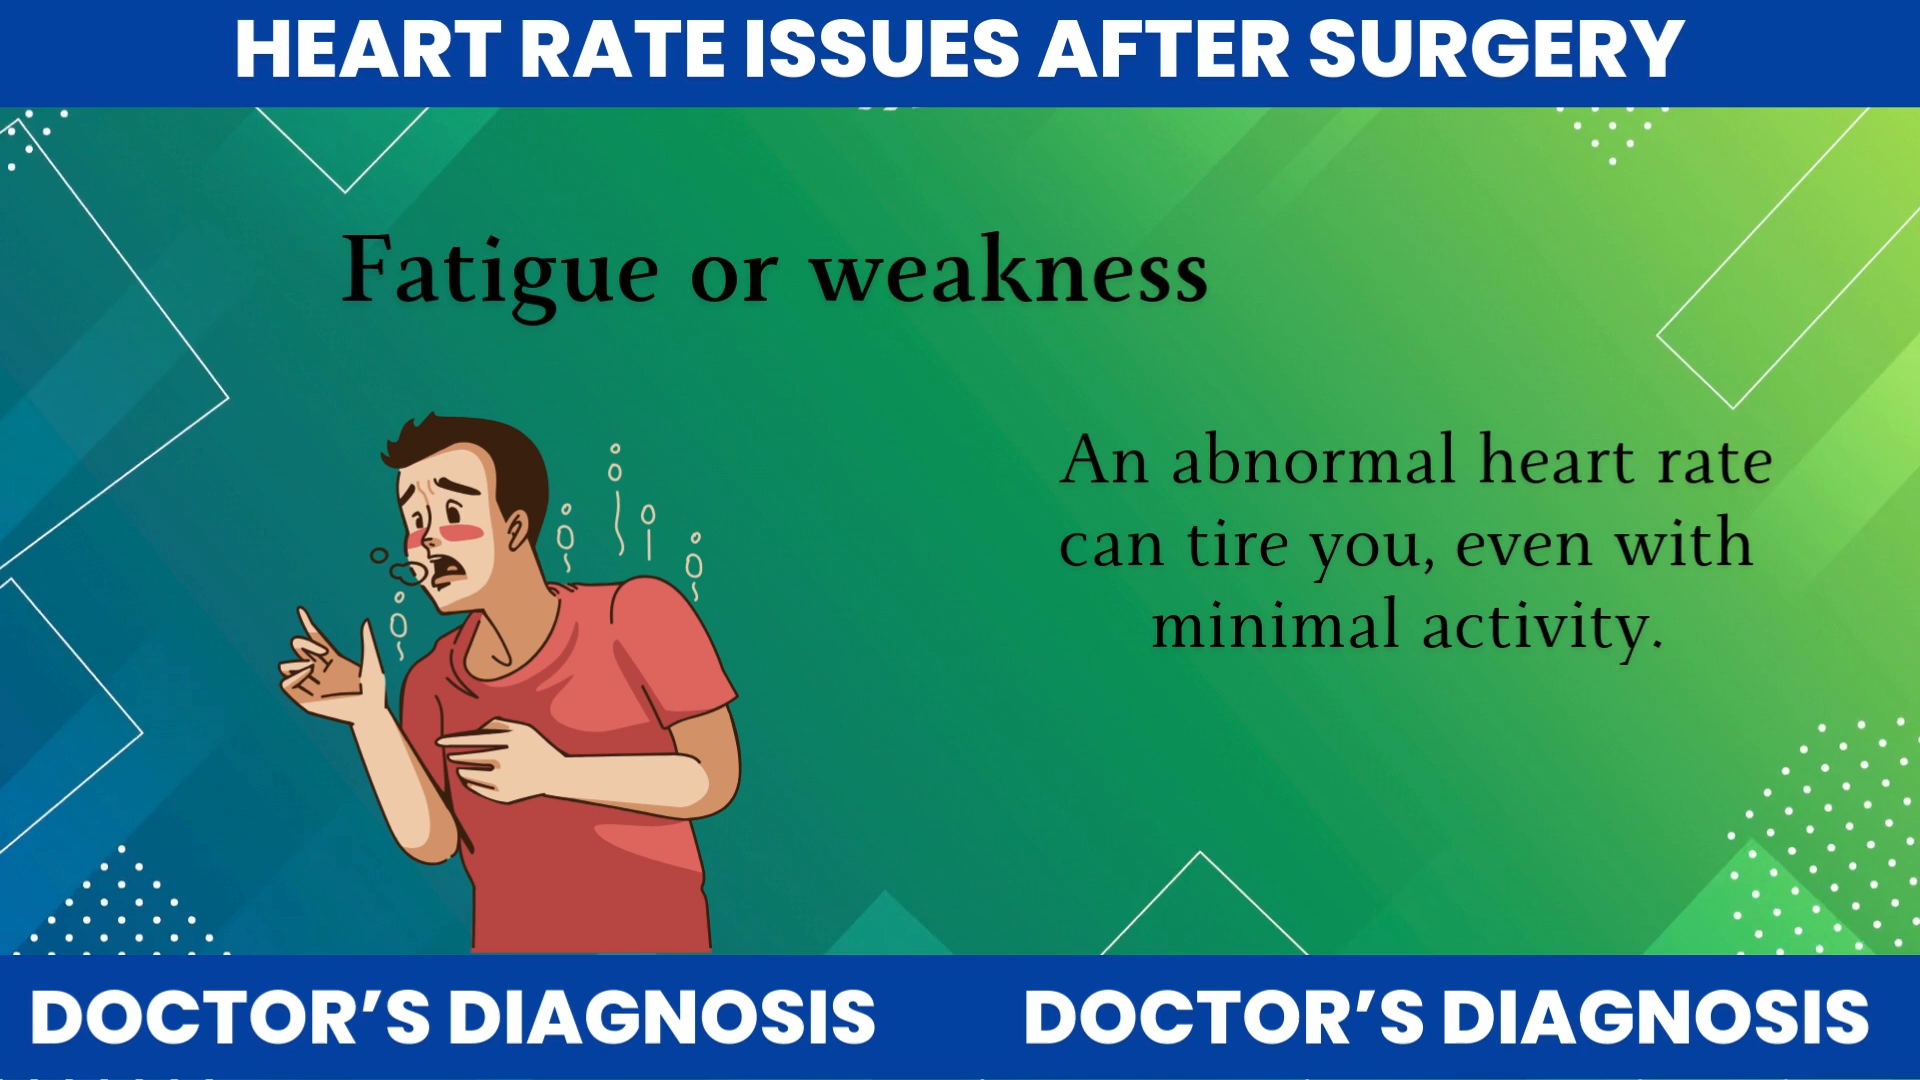 HEART RATE ISSUES AFTER SURGERY
Fatigue or weakness
An abnormal heart rate
can tire you, even with
minimal activity.
DOCTOR’S DIAGNOSIS DOCTOR’S DIAGNOSIS